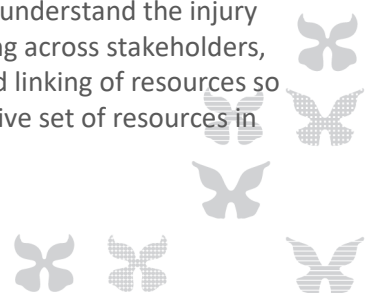 understand the injury
ng across stakeholders,
d linking of resources so
ive set of resources in